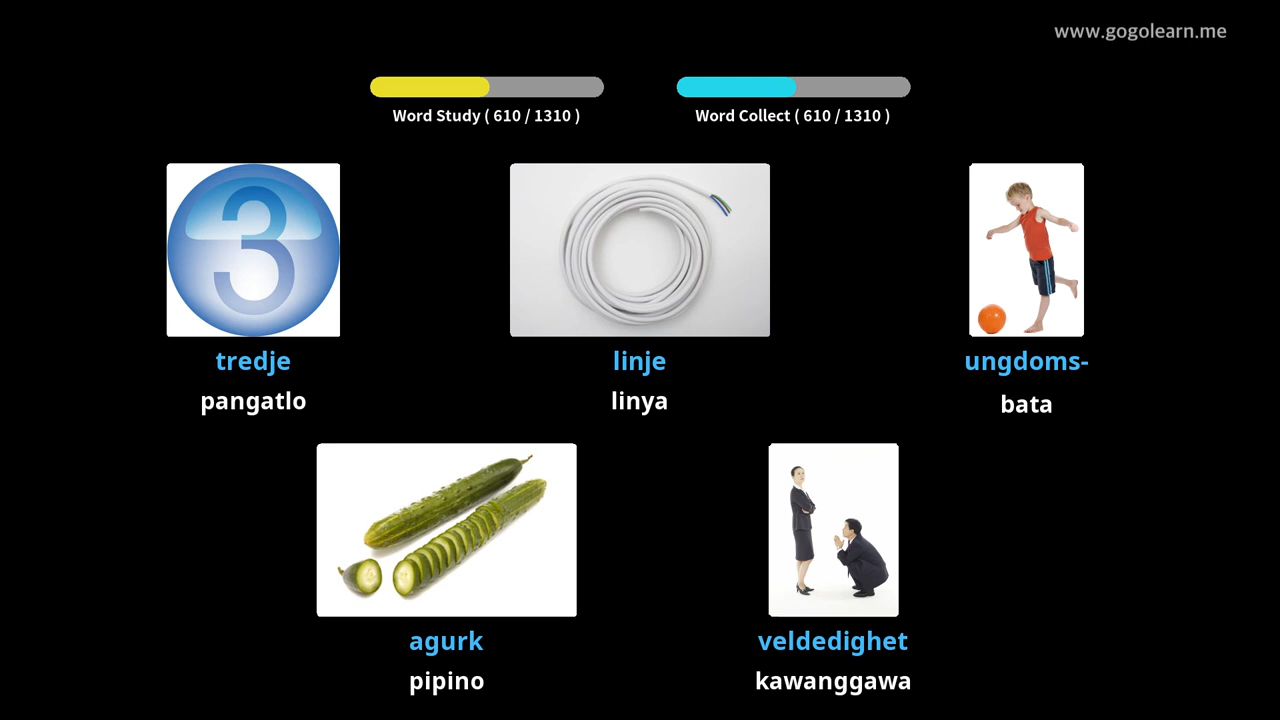 www.gogolearn.me
Word Study ( 610 / 1310 )
Word Collect ( 610 / 1310 )
3
tredje
pangatlo
linje
linya
ungdoms-
bata
agurk
pipino
veldedighet
kawanggawa